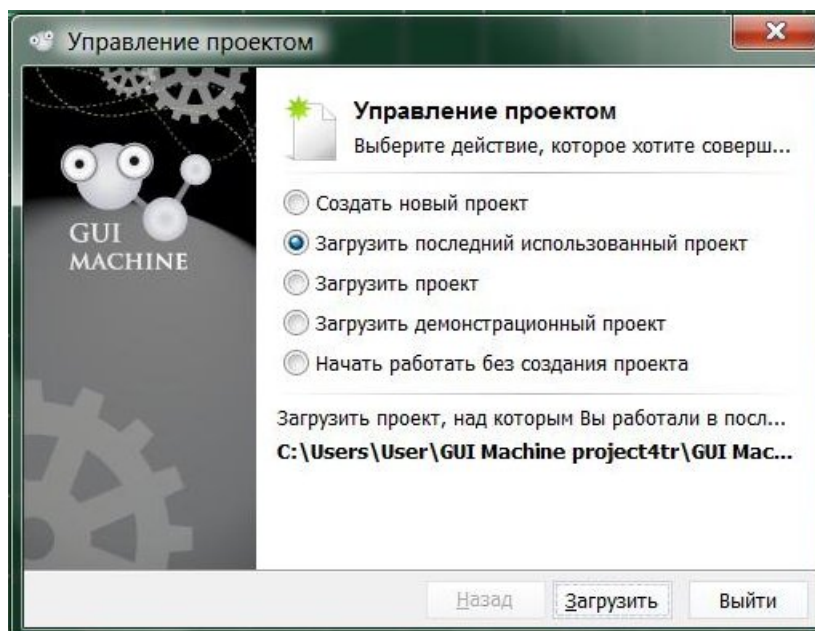 Управление проектом
GUI
MACHINE
Управление проектом
Выберите действие, которое хотите соверш...
Создать новый проект
Загрузить последний использованный проект
Загрузить проект
Загрузить демонстрационный проект
Начать работать без создания проекта
Загрузить проект, над которым Вы работали в посл...
C:\Users\User\GUI Machine project4tr\GUI Mac...
Назад
Загрузить
Выйти